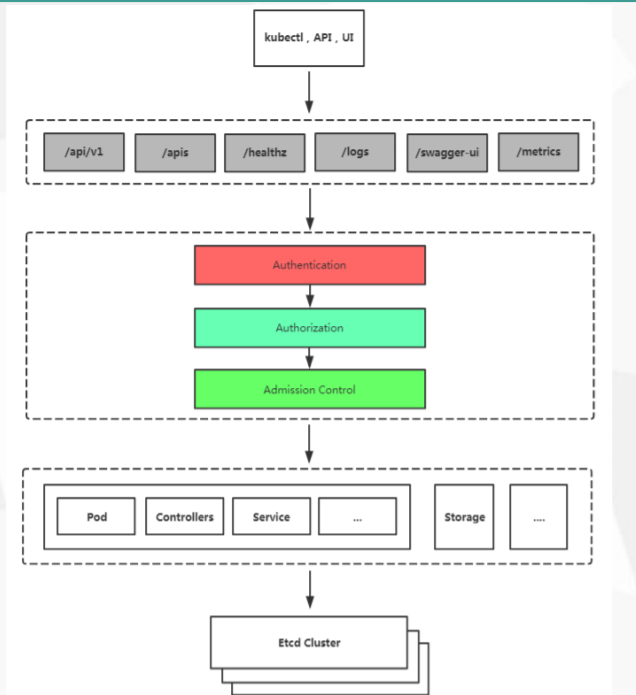 kubectl , API , UI
/api/v1
/apis
/healthz
/logs
/swagger-ui
/metrics
Authentication
Authorization
Admission Control
Pod
Controllers
Service
...
Storage
....
Etcd Cluster